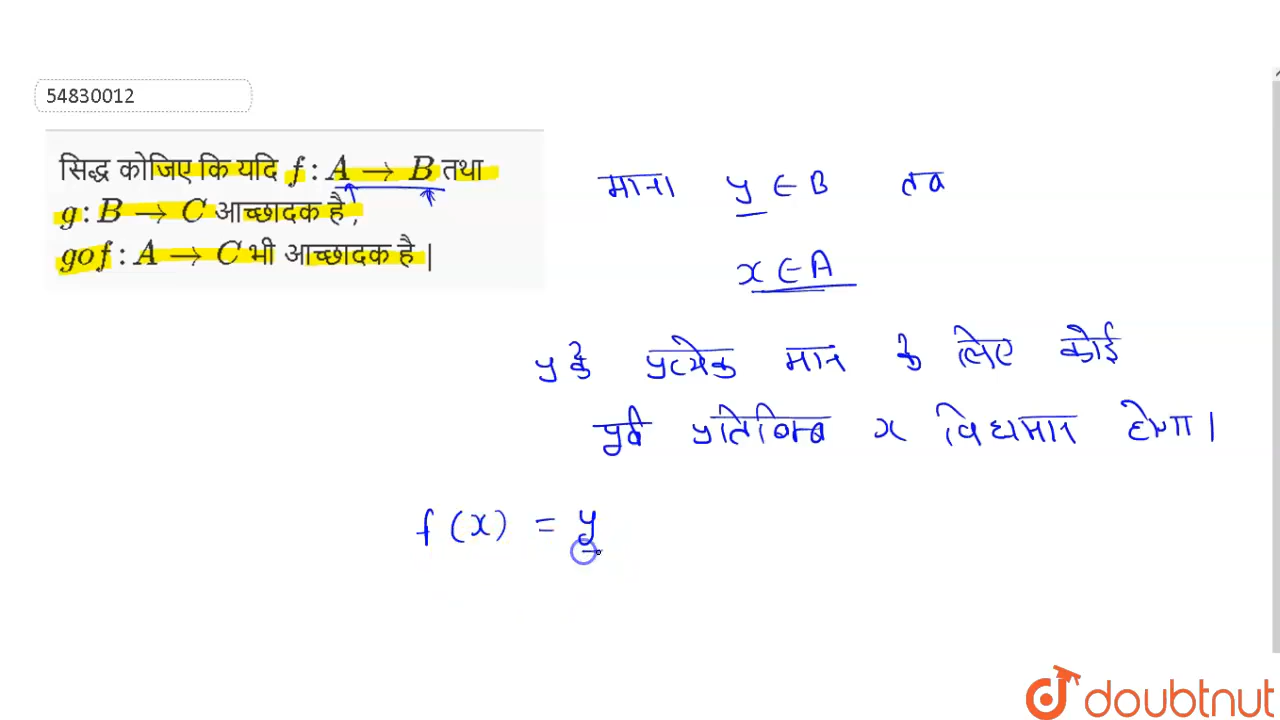 54830012
सिद्ध कोजिए कि यदि f : A → B तथा
g : B → C आच्छादक है ,
gof : A → C भी आच्छादक है |
माना y ∈ B तब
x ∈ A
y के प्रत्येक मान के लिए कोई
पूर्व प्रतिबिम्ब x विद्यमान होगा |
f (x) = y
doubtnut